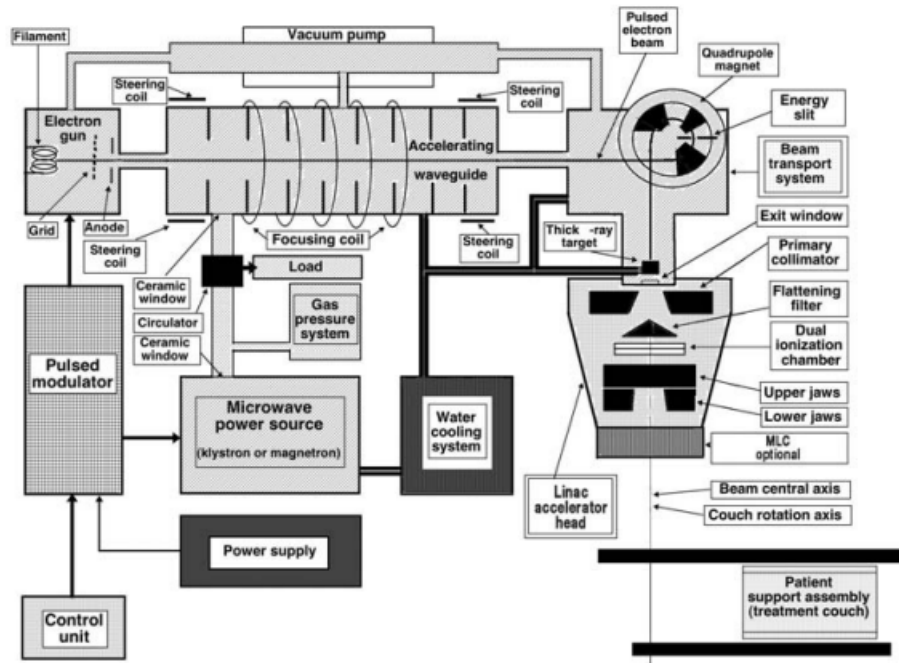 Filament
Vacuum pump
Pulsed
electron
beam
Quadrupole
magnet
Steering
coil
Steering
coil
Energy
slit
Electron
gun
Accelerating
waveguide
Beam
transport
system
Grid
Anode
Steering
coil
Focusing coil
Steering
coil
Thick -ray
target
Exit window
Primary
collimator
Ceramic
window
Load
Circulator
Gas
pressure
system
Flattening
filter
Ceramic
window
Dual
ionization
chamber
Pulsed
modulator
Microwave
power source
(klystron or magnetron)
Water
cooling
system
Upper jaws
Lower jaws
MLC
optional
Linac
accelerator
head
Beam central axis
Couch rotation axis
Power supply
Control
unit
Patient
support assembly
(treatment couch)